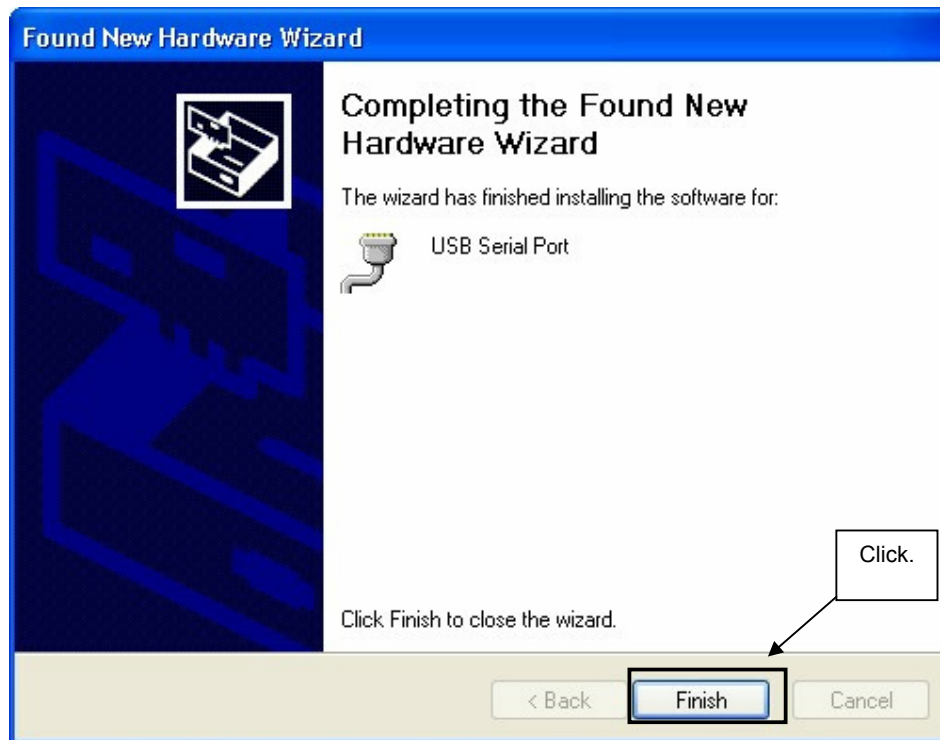 Found New Hardware Wizard
Completing the Found New
Hardware Wizard
The wizard has finished installing the software for:
USB Serial Port
Click.
Click Finish to close the wizard.
< Back
Finish
Cancel